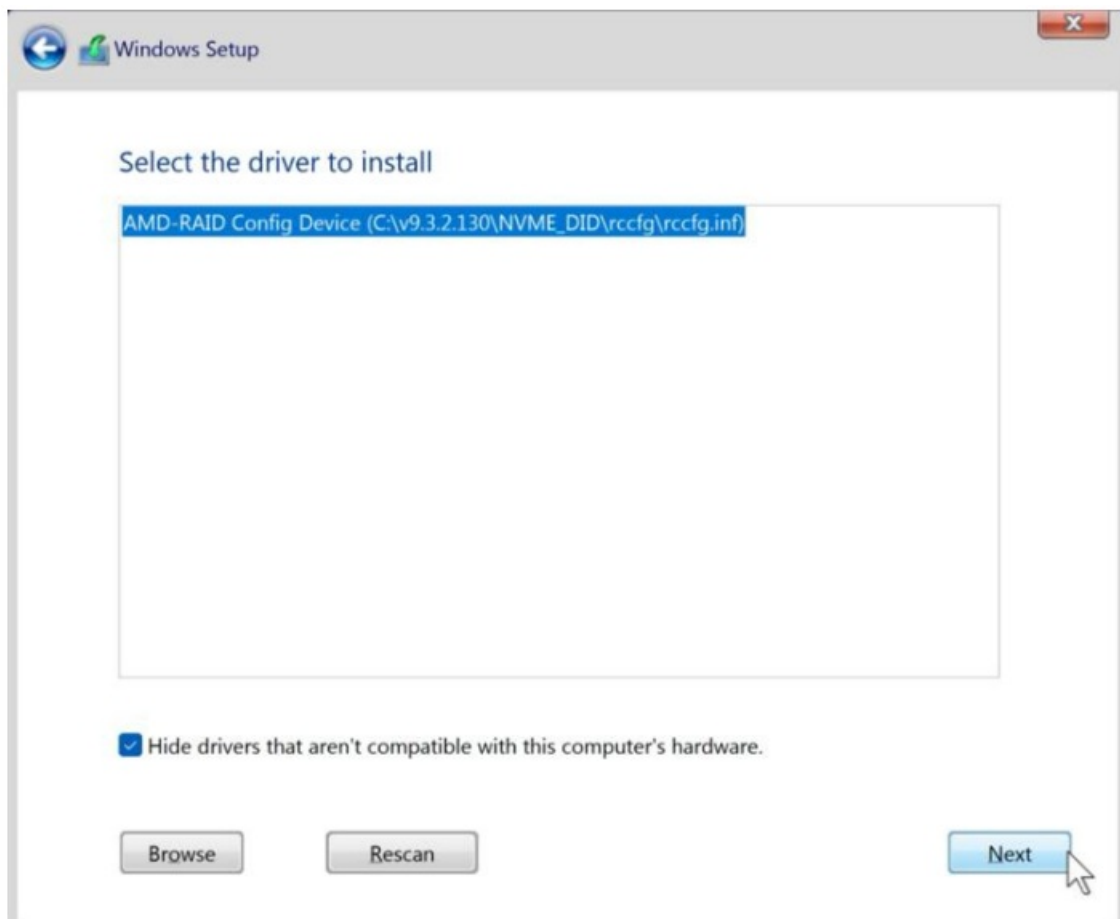 Windows Setup
Select the driver to install
AMD-RAID Config Device (C:\v9.3.2.130\NVME_DID\rccfg\rccfg.inf)
Hide drivers that aren't compatible with this computer's hardware.
Browse
Rescan
Next